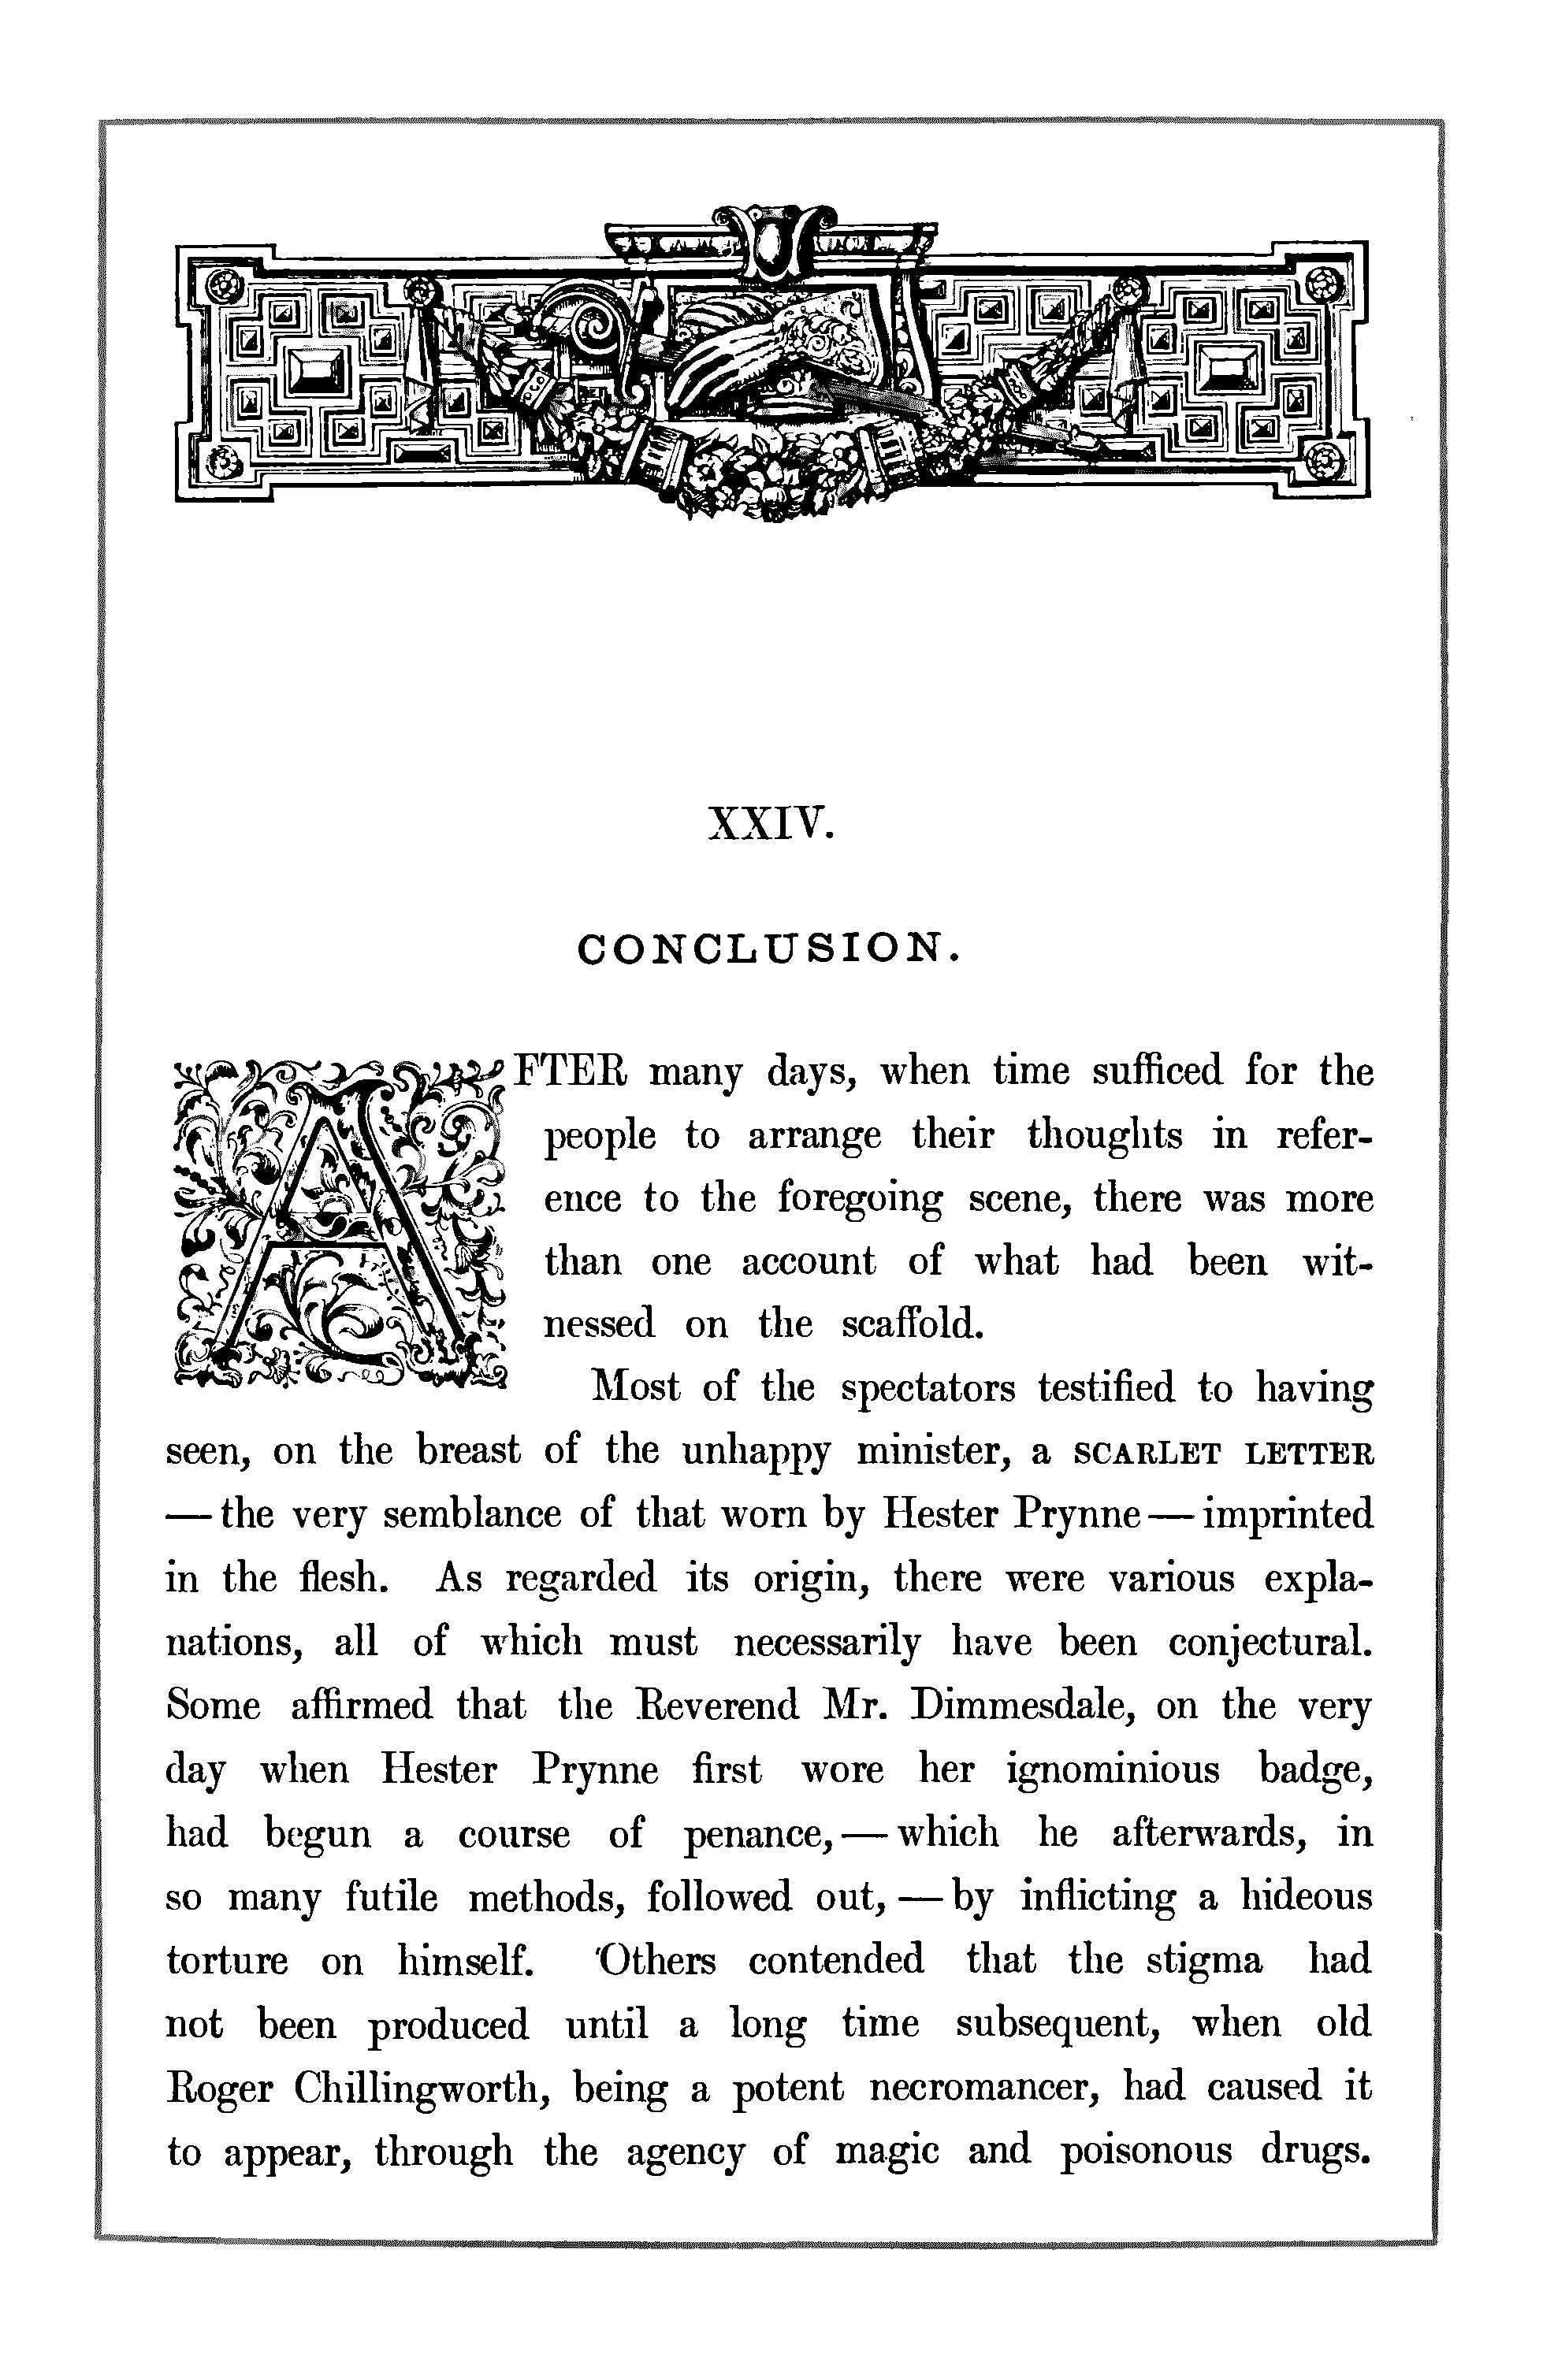 XXIV.
CONCLUSION.
AFTER many days, when time sufficed for the
people to arrange their thoughts in refer-
ence to the foregoing scene, there was more
than one account of what had been wit-
nessed on the scaffold.
Most of the spectators testified to having
seen, on the breast of the unhappy minister, a SCARLET LETTER
—the very semblance of that worn by Hester Prynne—imprinted
in the flesh. As regarded its origin, there were various expla-
nations, all of which must necessarily have been conjectural.
Some affirmed that the Reverend Mr. Dimmesdale, on the very
day when Hester Prynne first wore her ignominious badge,
had begun a course of penance,—which he afterwards, in
so many futile methods, followed out,—by inflicting a hideous
torture on himself. Others contended that the stigma had
not been produced until a long time subsequent, when old
Roger Chillingworth, being a potent necromancer, had caused it
to appear, through the agency of magic and poisonous drugs.